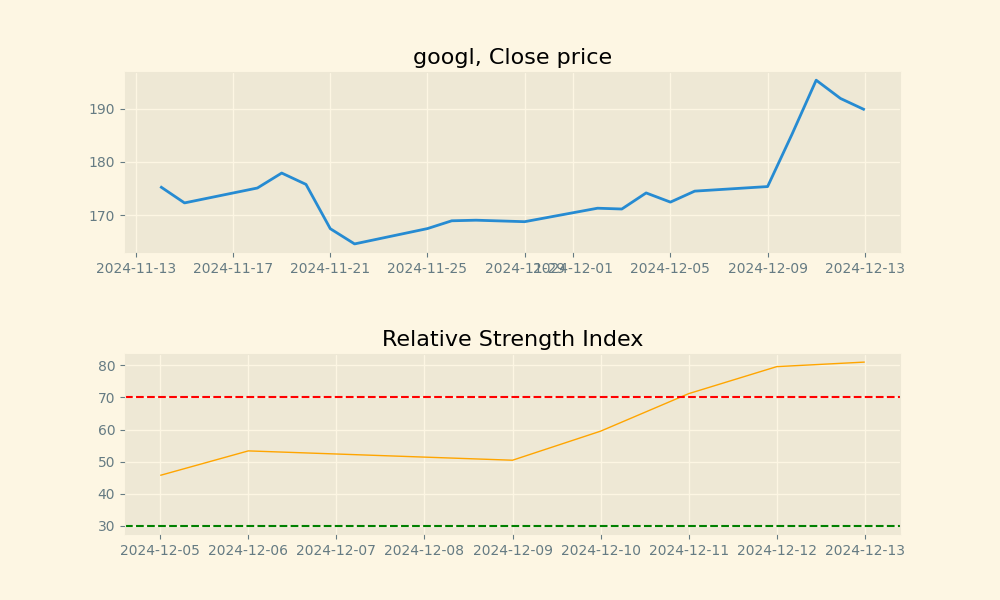 googl, Close price
190
180
170
2024-11-13 2024-11-17 2024-11-21 2024-11-25 2024-11-29 2024-12-01 2024-12-05 2024-12-09 2024-12-13
Relative Strength Index
80
70
60
50
40
30
2024-12-05 2024-12-06 2024-12-07 2024-12-08 2024-12-09 2024-12-10 2024-12-11 2024-12-12 2024-12-13